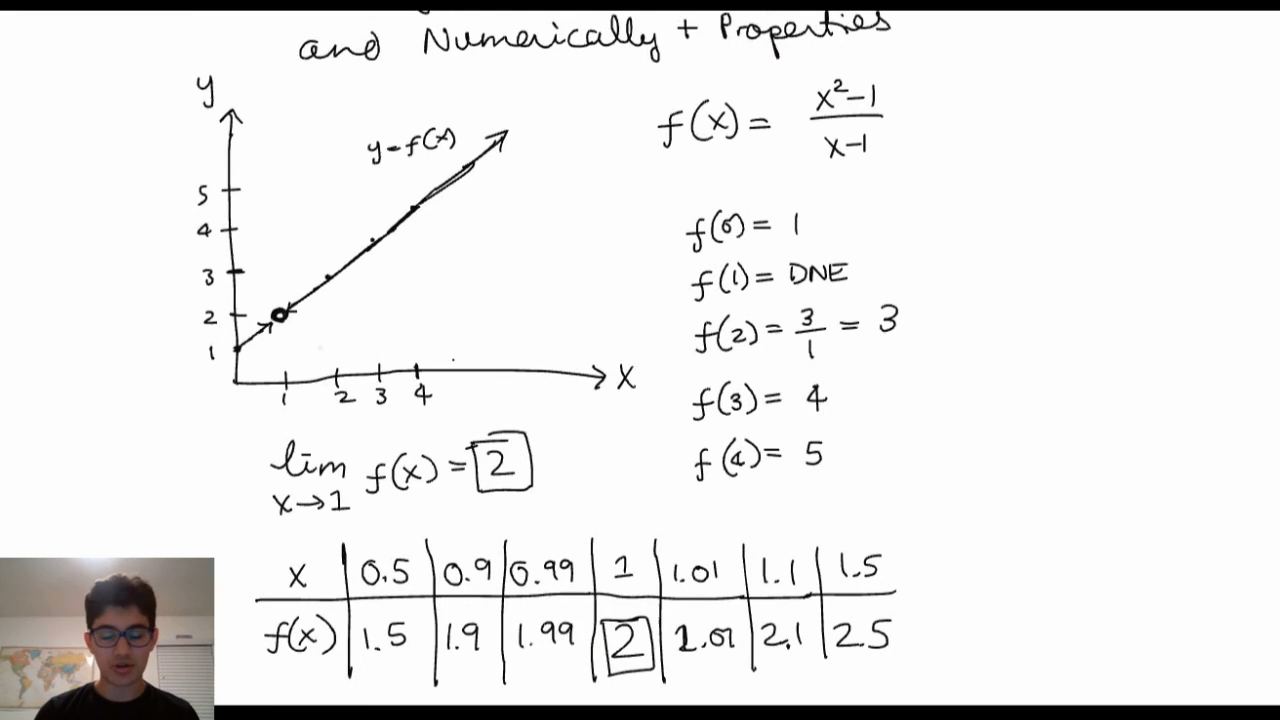 and Numerically + Properties
y
y=f(x)
5
4
3
2
1
1 2 3 4
x
lim f(x) = 2
x→1
f(x) = x²-1
x-1
f(0) = 1
f(1) = DNE
f(2) = 3/1 = 3
f(3) = 4
f(4) = 5
x 0.5 0.9 0.99 1 1.01 1.1 1.5
f(x) 1.5 1.9 1.99 2 2.01 2.1 2.5